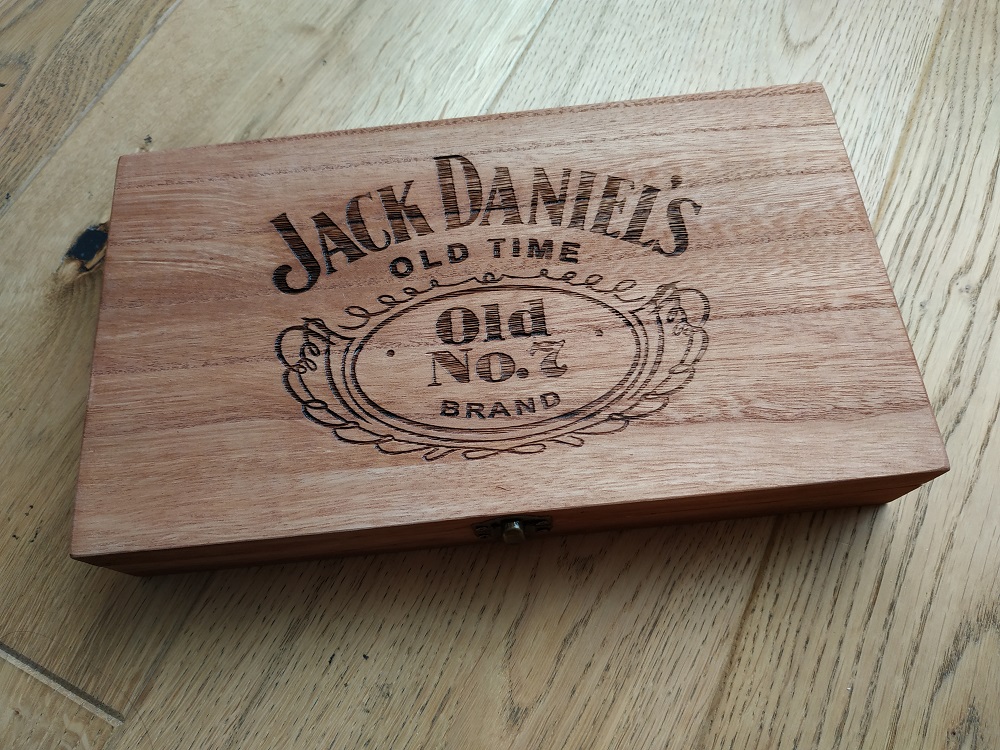 JACK DANIEL'S
OLD TIME
Old
No.7
BRAND